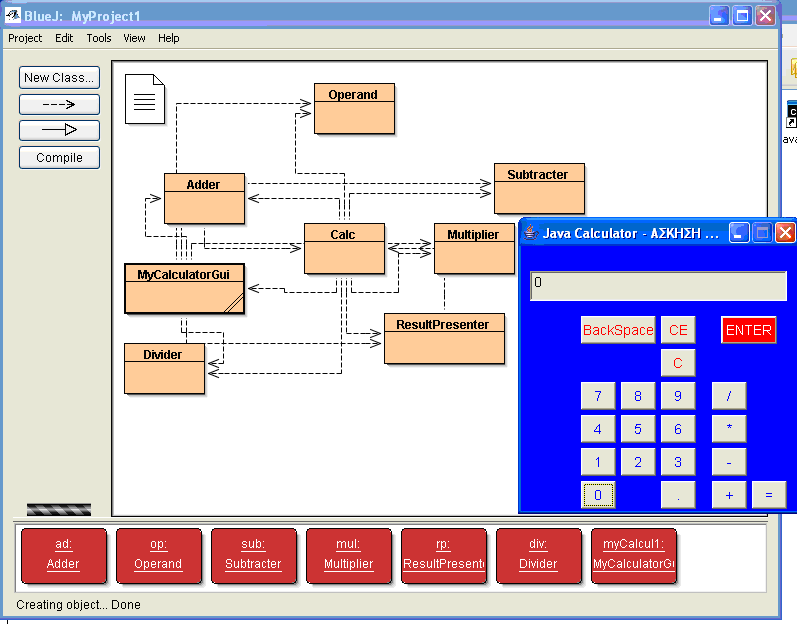 BlueJ: MyProject1
Project Edit Tools View Help
New Class...
Compile
Operand
Adder
Subtracter
Calc
Multiplier
MyCalculatorGui
ResultPresenter
Divider
Java Calculator - ΑΣΚΗΣΗ ...
0
BackSpace CE ENTER
C
7 8 9 /
4 5 6 *
1 2 3 -
0 . + =
ad:
Adder
op:
Operand
sub:
Subtracter
mul:
Multiplier
rp:
ResultPresent
div:
Divider
myCalcul1:
MyCalculatorG
Creating object... Done